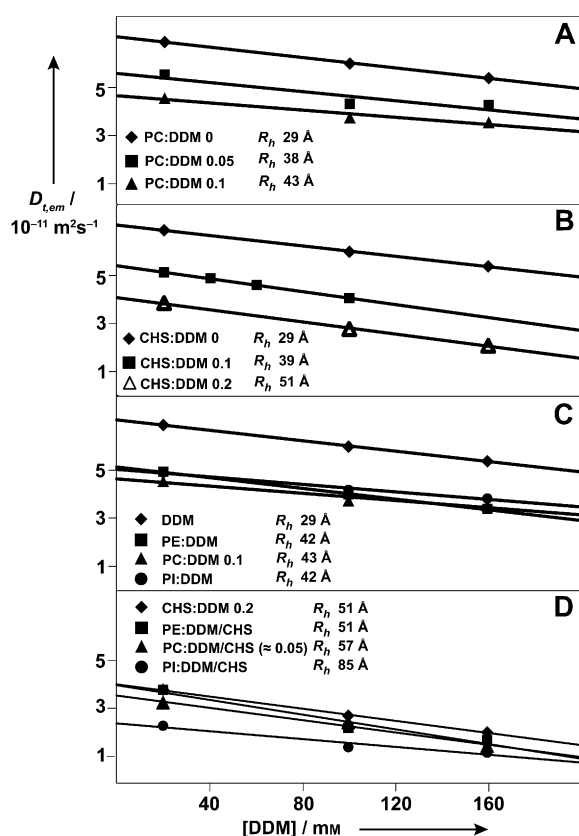 A
5
3
1
D t,em /
10⁻¹¹ m²s⁻¹
PC:DDM 0 Rh 29 Å
PC:DDM 0.05 Rh 38 Å
PC:DDM 0.1 Rh 43 Å
B
5
3
1
CHS:DDM 0 Rh 29 Å
CHS:DDM 0.1 Rh 39 Å
CHS:DDM 0.2 Rh 51 Å
C
5
3
1
DDM Rh 29 Å
PE:DDM Rh 42 Å
PC:DDM 0.1 Rh 43 Å
PI:DDM Rh 42 Å
D
5
3
1
CHS:DDM 0.2 Rh 51 Å
PE:DDM/CHS Rh 51 Å
PC:DDM/CHS (≈ 0.05) Rh 57 Å
PI:DDM/CHS Rh 85 Å
40 80 120 160
[DDM] / mM